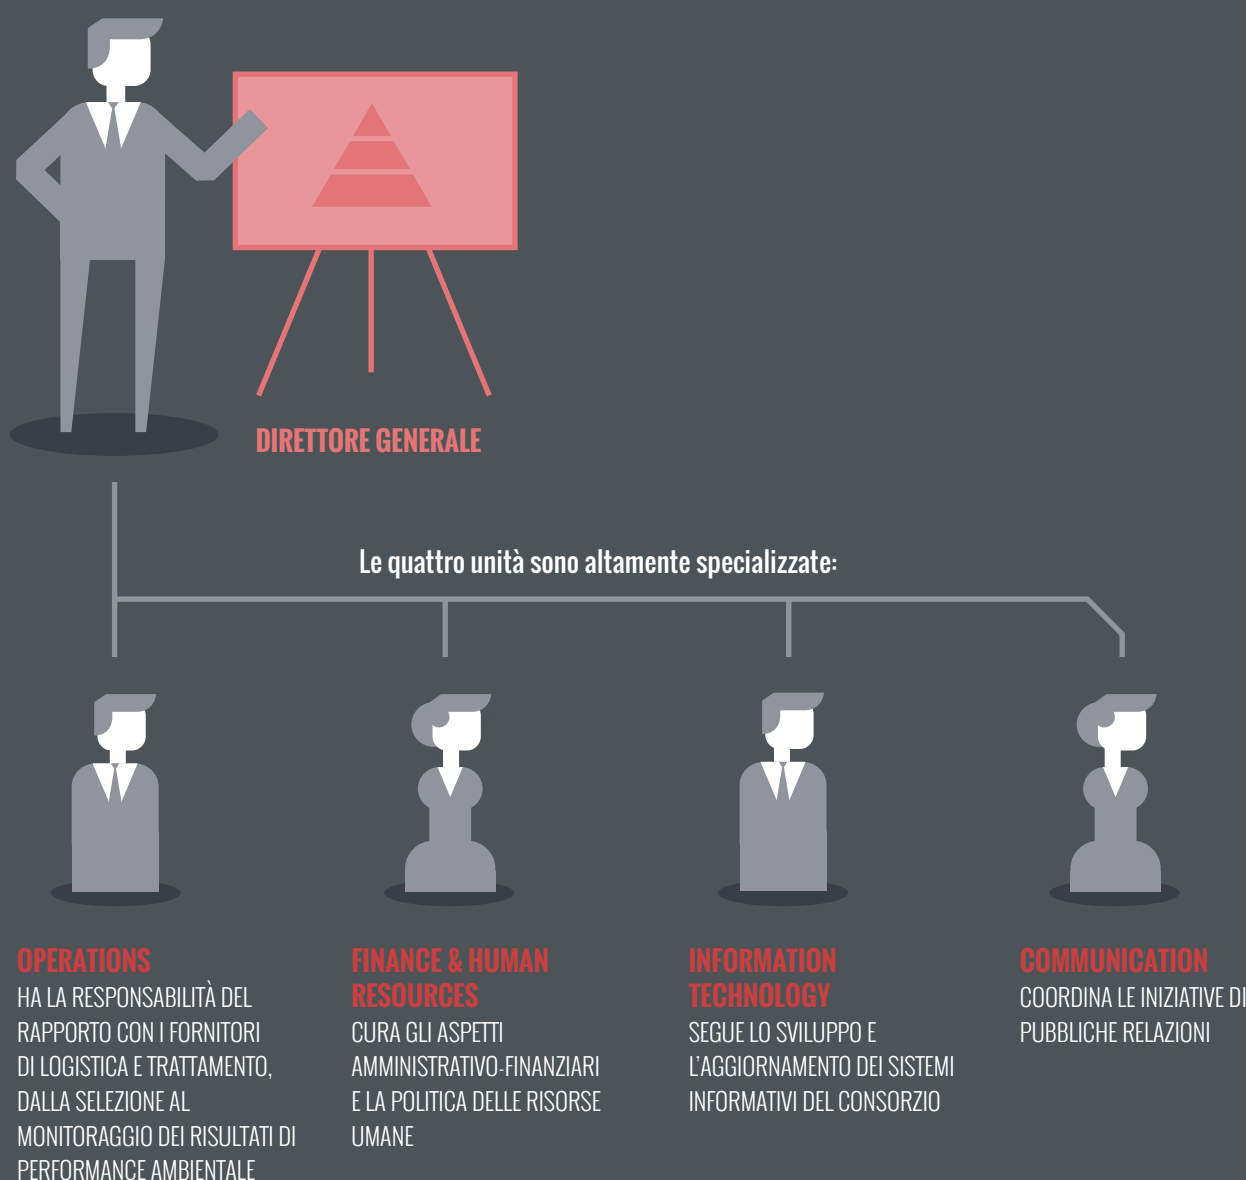 DIRETTORE GENERALE
Le quattro unità sono altamente specializzate:
OPERATIONS
HA LA RESPONSABILITÀ DEL
RAPPORTO CON I FORNITORI
DI LOGISTICA E TRATTAMENTO,
DALLA SELEZIONE AL
MONITORAGGIO DEI RISULTATI DI
PERFORMANCE AMBIENTALE
FINANCE & HUMAN
RESOURCES
CURA GLI ASPETTI
AMMINISTRATIVO-FINANZIARI
E LA POLITICA DELLE RISORSE
UMANE
INFORMATION
TECHNOLOGY
SEGUE LO SVILUPPO E
L'AGGIORNAMENTO DEI SISTEMI
INFORMATIVI DEL CONSORZIO
COMMUNICATION
COORDINA LE INIZIATIVE DI
PUBBLICHE RELAZIONI